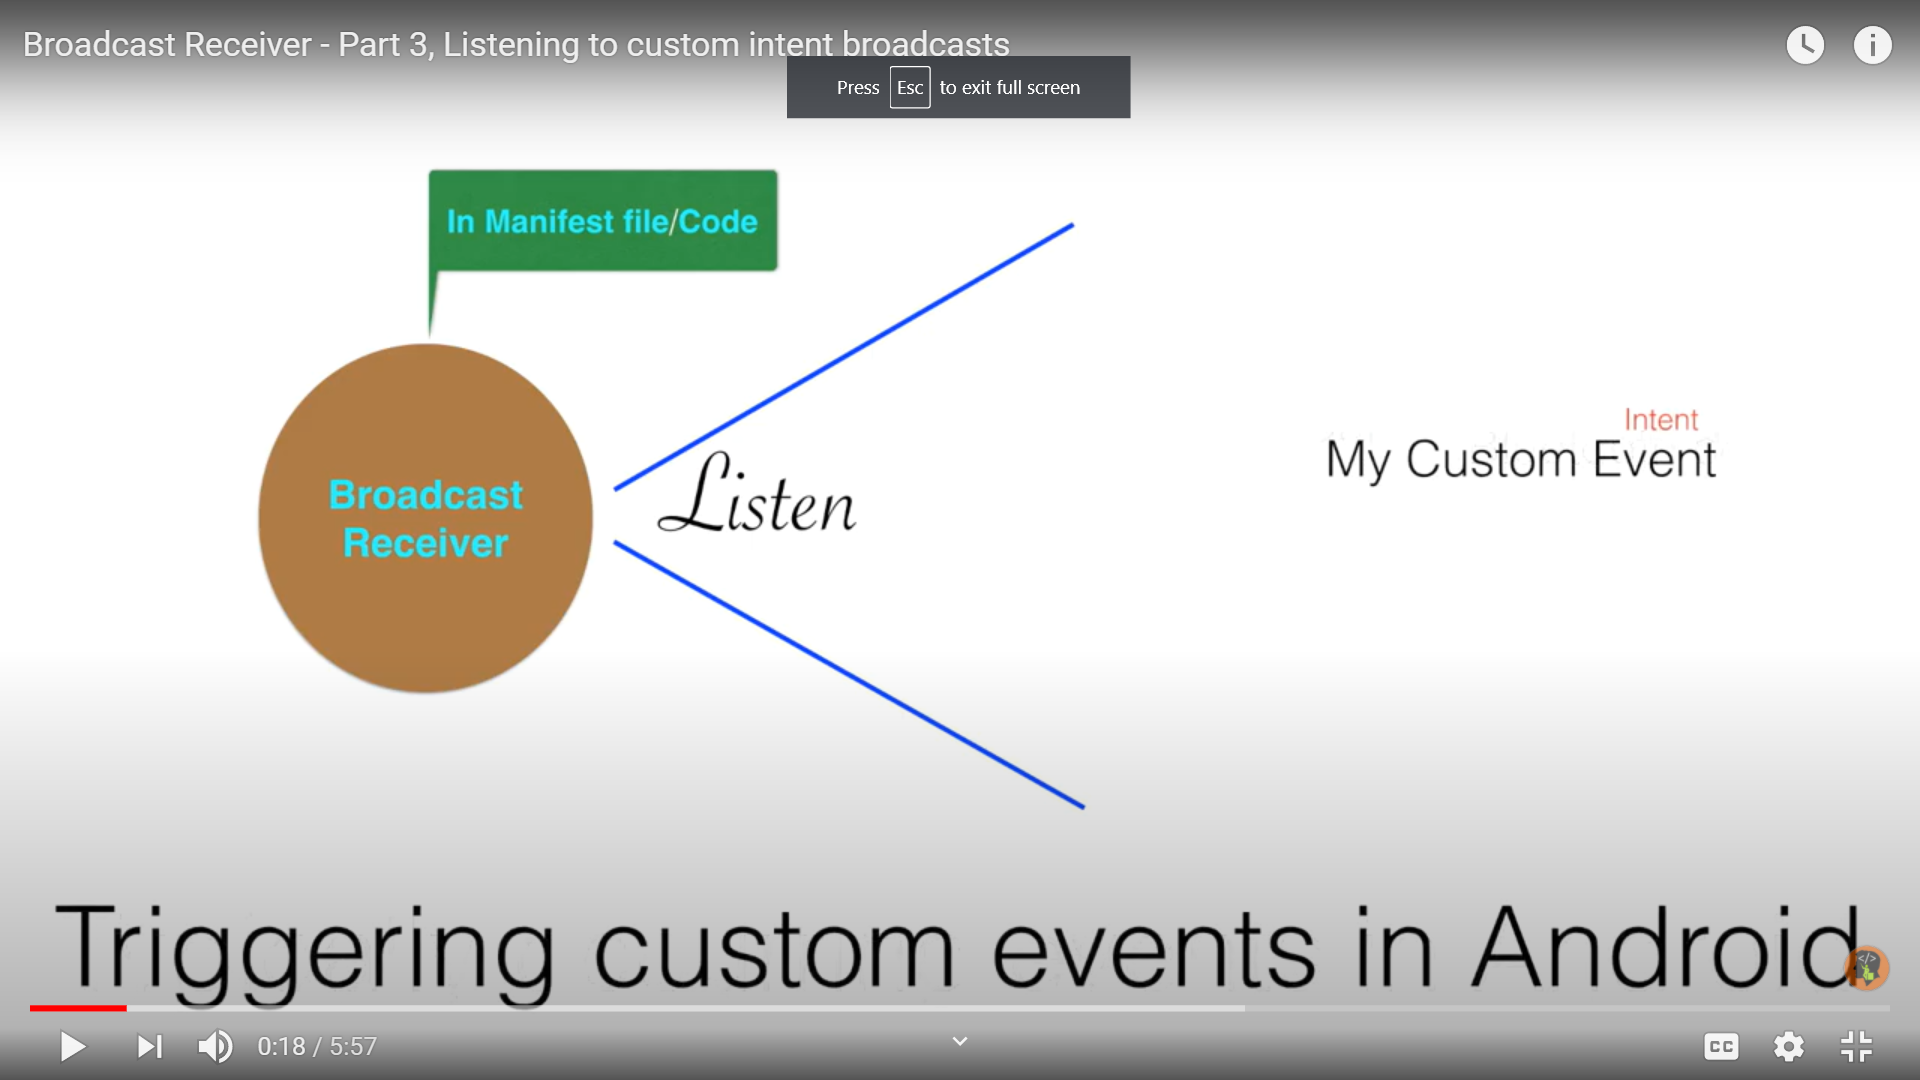 Broadcast Receiver - Part 3, Listening to custom intent broadcasts
Press Esc to exit full screen
In Manifest file/Code
Intent
My Custom Event
Broadcast
Receiver
Listen
Triggering custom events in Android
0:18 / 5:57
CC